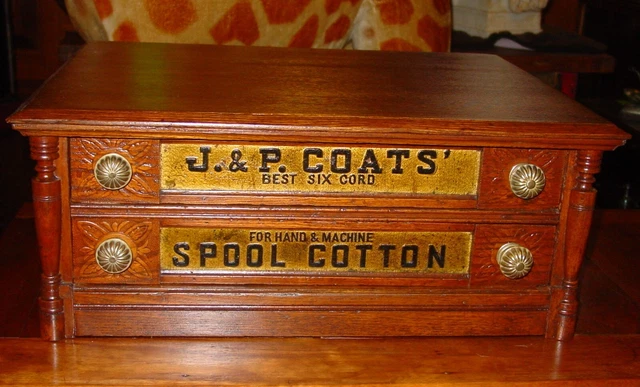 J. & P. COATS'
BEST SIX CORD
FOR HAND & MACHINE
SPOOL COTTON